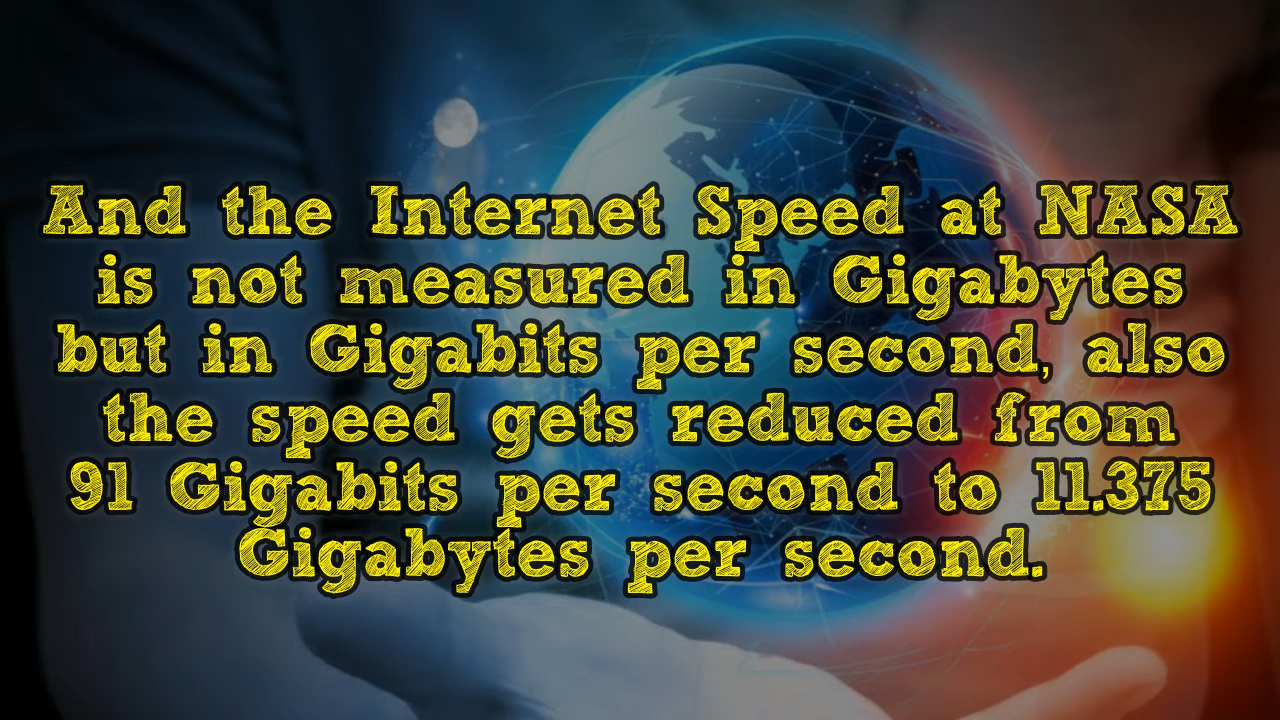 And the Internet Speed at NASA
is not measured in Gigabytes
but in Gigabits per second, also
the speed gets reduced from
91 Gigabits per second to 11.375
Gigabytes per second.